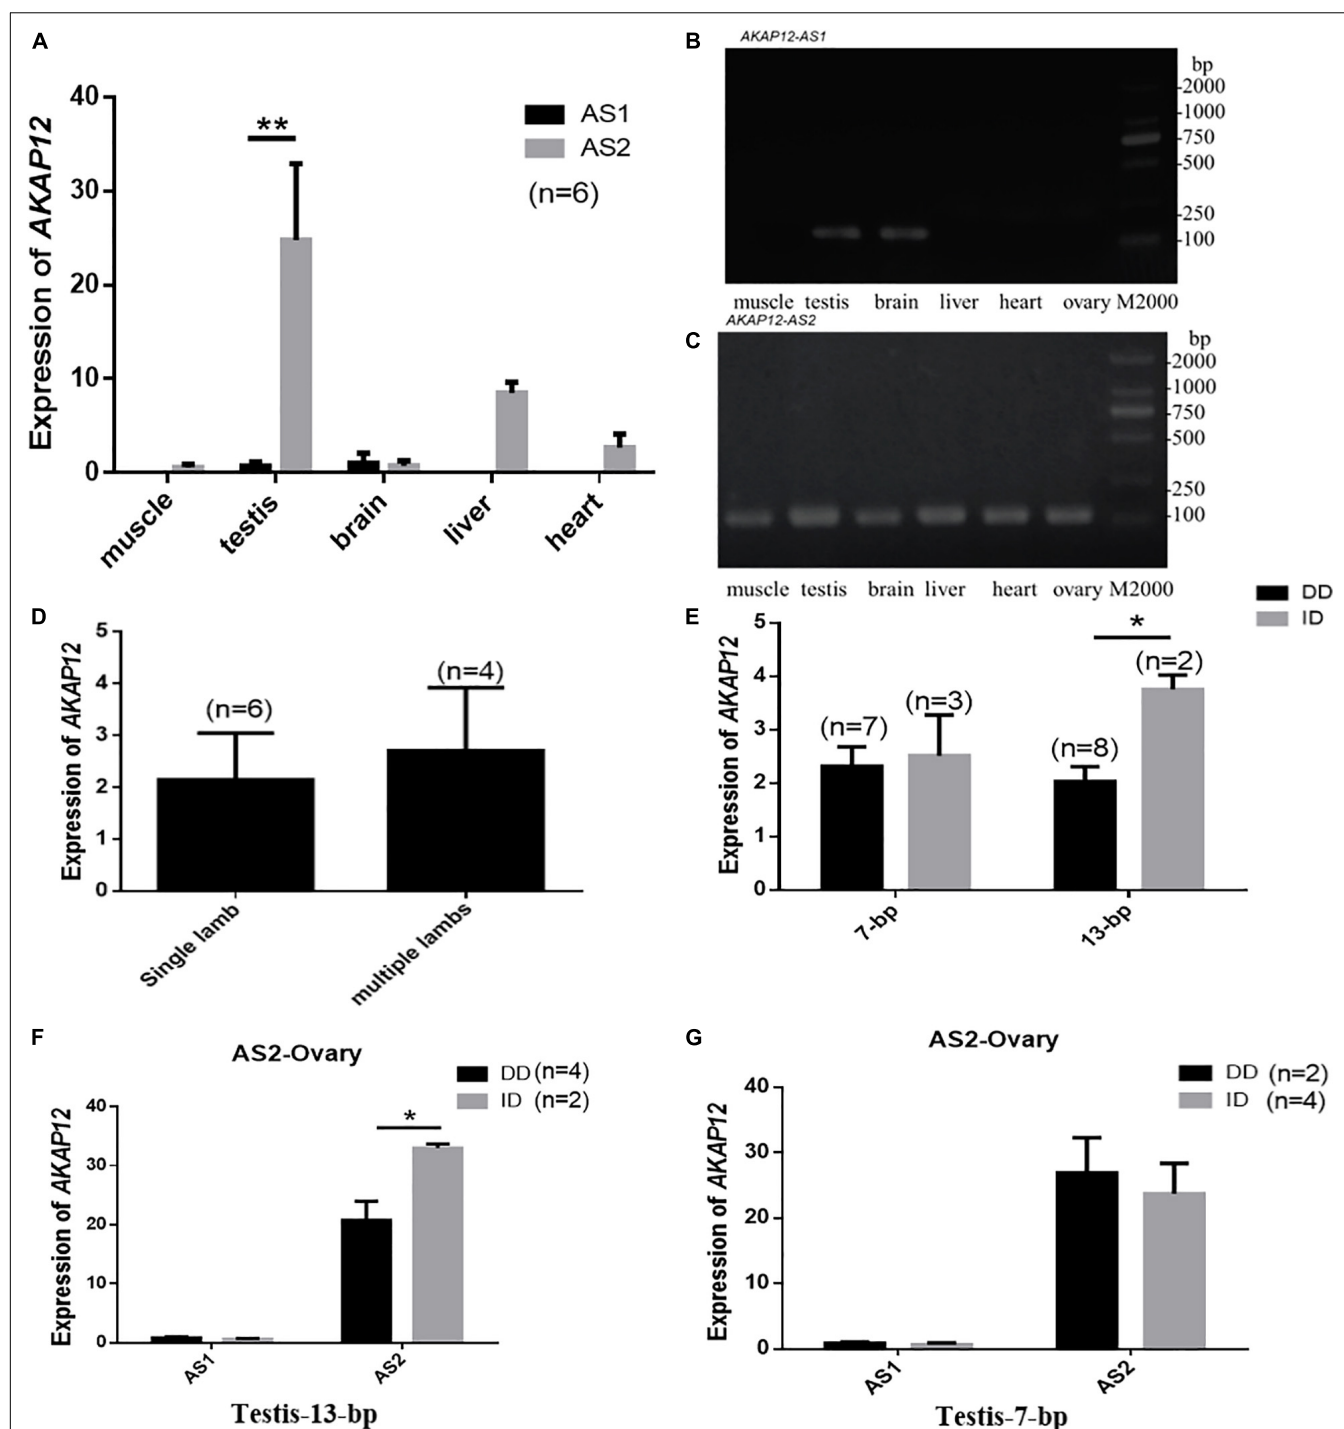 A
Expression of AKAP12
40
30
20
10
0
**
AS1
AS2
(n=6)
muscle
testis
brain
liver
heart
B
AKAP12-AS1
bp
2000
1000
750
500
250
100
muscle testis brain liver heart ovary M2000
C
AKAP12-AS2
bp
2000
1000
750
500
250
100
muscle testis brain liver heart ovary M2000
D
Expression of AKAP12
5
4
3
2
1
0
(n=6)
(n=4)
Single lamb
multiple lambs
E
DD
ID
Expression of AKAP12
5
4
3
2
1
0
(n=7)
(n=3)
(n=8)
(n=2)
*
7-bp
13-bp
F
AS2-Ovary
DD (n=4)
ID (n=2)
Expression of AKAP12
40
30
20
10
0
*
AS1
AS2
Testis-13-bp
G
AS2-Ovary
DD (n=2)
ID (n=4)
Expression of AKAP12
40
30
20
10
0
AS1
AS2
Testis-7-bp